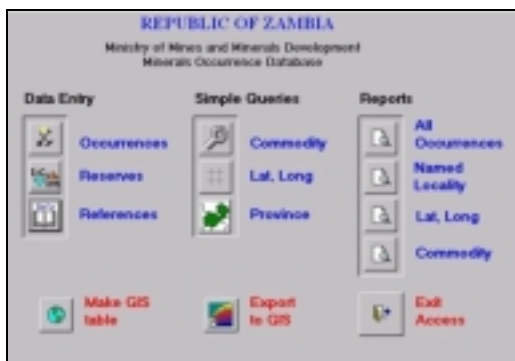 REPUBLIC OF ZAMBIA
Ministry of Mines and Minerals Development
Minerals Occurrence Database
Data Entry
Occurrences
Reserves
References
Simple Queries
Commodity
Lat, Long
Province
Reports
All
Occurrences
Named
Locality
Lat, Long
Commodity
Make GIS
table
Export
to GIS
Exit
Access